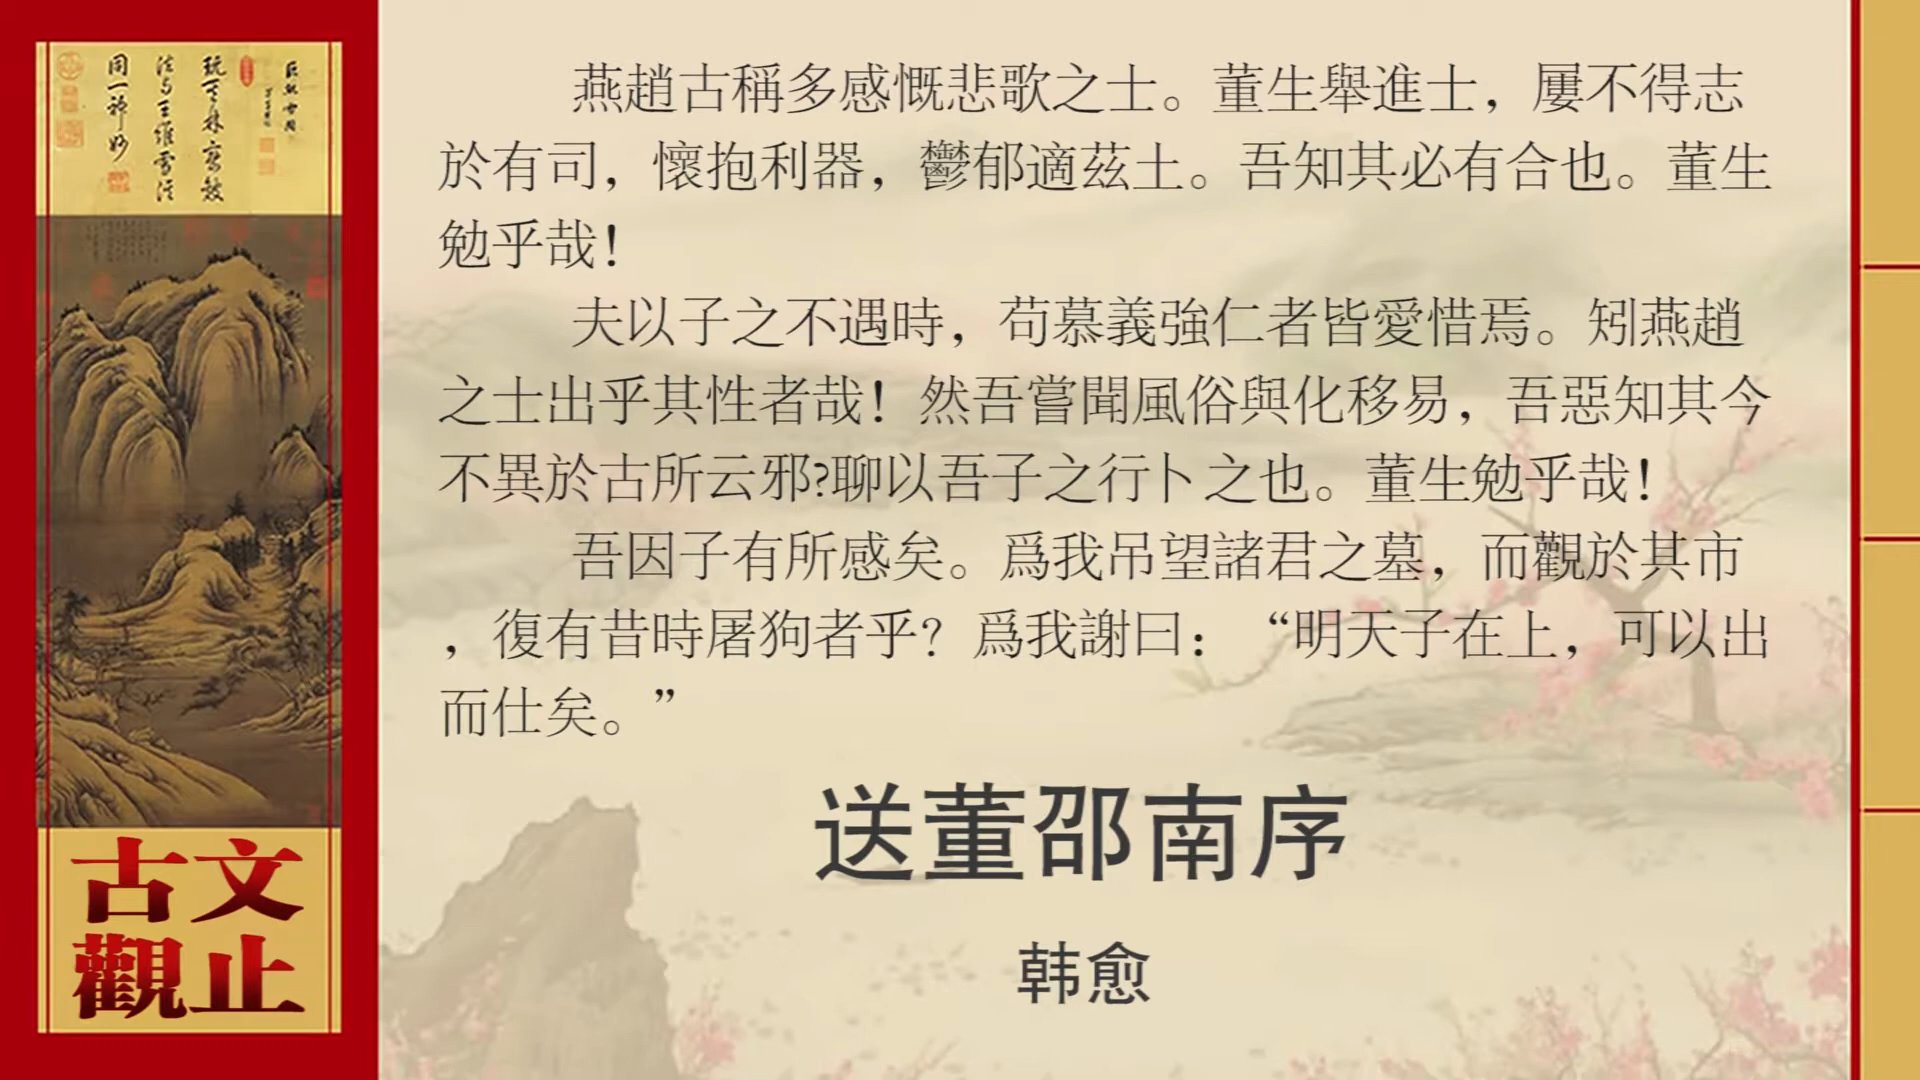 燕趙古稱多感慨悲歌之士。董生舉進士，屢不得志
於有司，懷抱利器，鬱郁適茲土。吾知其必有合也。董生
勉乎哉！
夫以子之不遇時，苟慕義強仁者皆愛惜焉。矧燕趙
之士出乎其性者哉！然吾嘗聞風俗與化移易，吾惡知其今
不異於古所云邪?聊以吾子之行卜之也。董生勉乎哉！
吾因子有所感矣。爲我吊望諸君之墓，而觀於其市
，復有昔時屠狗者乎？爲我謝曰：“明天子在上，可以出
而仕矣。”
送董邵南序
韩愈
古文
觀止
同一神妙